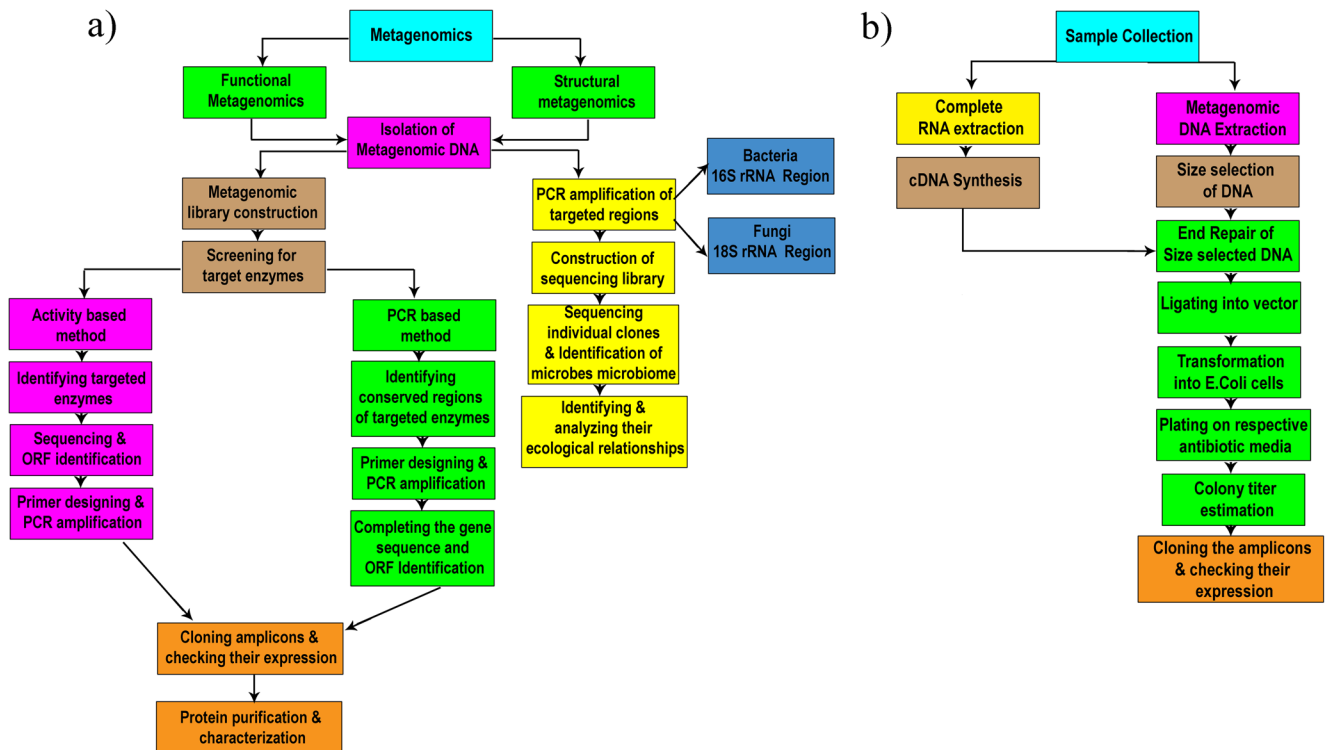 a)
Metagenomics
Functional
Metagenomics
Structural
metagenomics
Isolation of
Metagenomic DNA
Metagenomic
library construction
Screening for
target enzymes
Activity based
method
Identifying targeted
enzymes
Sequencing &
ORF identification
Primer designing &
PCR amplification
PCR based
method
Identifying
conserved regions
of targeted enzymes
Primer designing &
PCR amplification
Completing the gene
sequence and
ORF Identification
Cloning amplicons &
checking their expression
Protein purification &
characterization
PCR amplification of
targeted regions
Bacteria
16S rRNA Region
Fungi
18S rRNA Region
Construction of
sequencing library
Sequencing
individual clones
& Identification of
microbes microbiome
Identifying &
analyzing their
ecological relationships
b)
Sample Collection
Complete
RNA extraction
cDNA Synthesis
Metagenomic
DNA Extraction
Size selection
of DNA
End Repair of
Size selected DNA
Ligating into vector
Transformation
into E.Coli cells
Plating on respective
antibiotic media
Colony titer
estimation
Cloning the amplicons
& checking their
expression